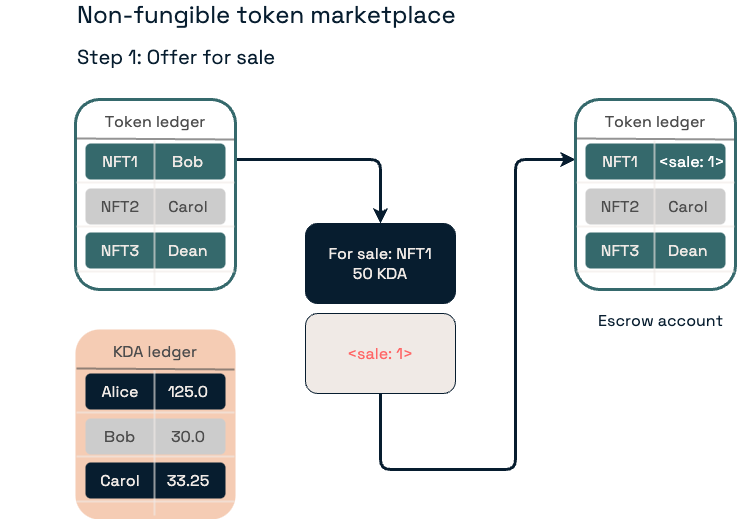 Non-fungible token marketplace
Step 1: Offer for sale
Token ledger
NFT1 Bob
NFT2 Carol
NFT3 Dean
For sale: NFT1
50 KDA
<sale: 1>
Token ledger
NFT1 <sale: 1>
NFT2 Carol
NFT3 Dean
Escrow account
KDA ledger
Alice 125.0
Bob 30.0
Carol 33.25